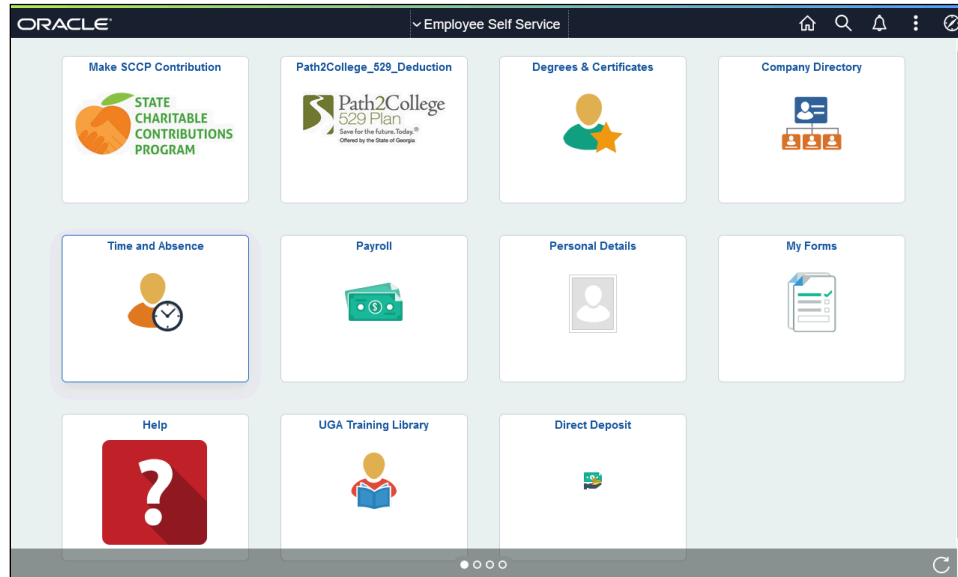 ORACLE
Employee Self Service
Make SCCP Contribution
STATE
CHARITABLE
CONTRIBUTIONS
PROGRAM
Path2College_529_Deduction
Path2College
529 Plan
Save for the future. Today.®
Offered by the State of Georgia
Degrees & Certificates
Company Directory
Time and Absence
Payroll
$
Personal Details
My Forms
Help
?
UGA Training Library
Direct Deposit